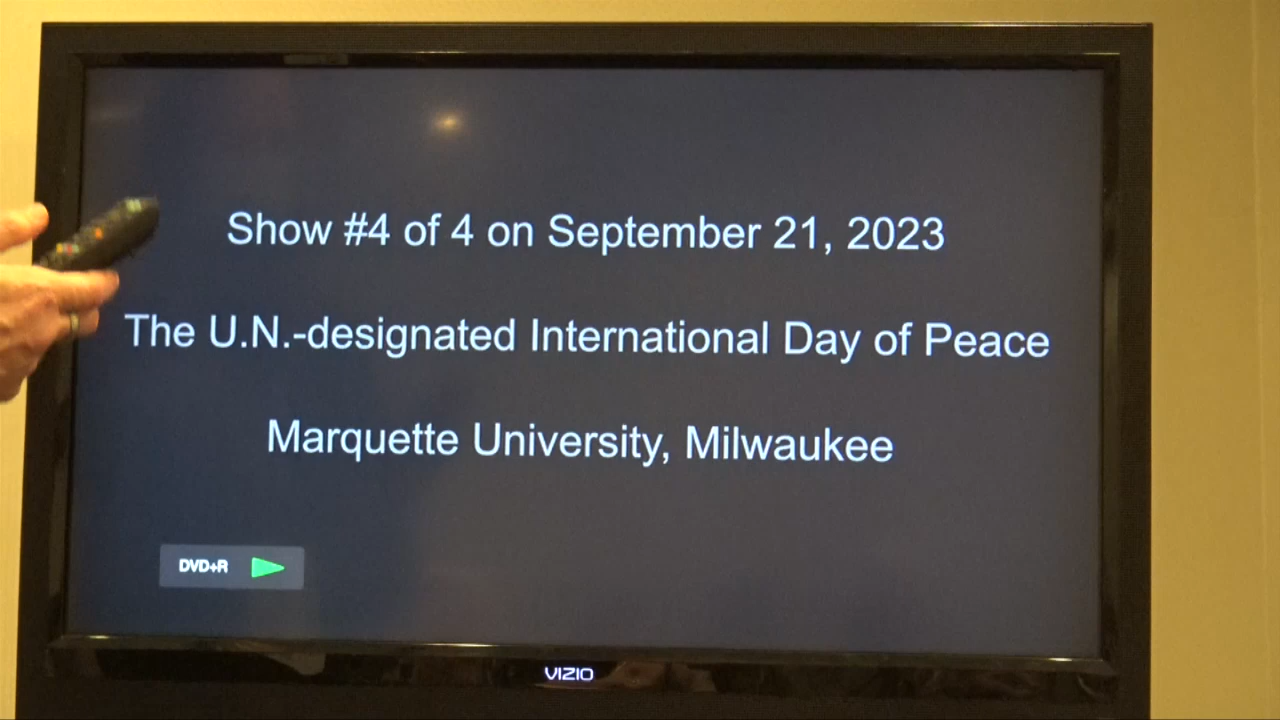 Show #4 of 4 on September 21, 2023
The U.N.-designated International Day of Peace
Marquette University, Milwaukee
DVD+R
VIZIO